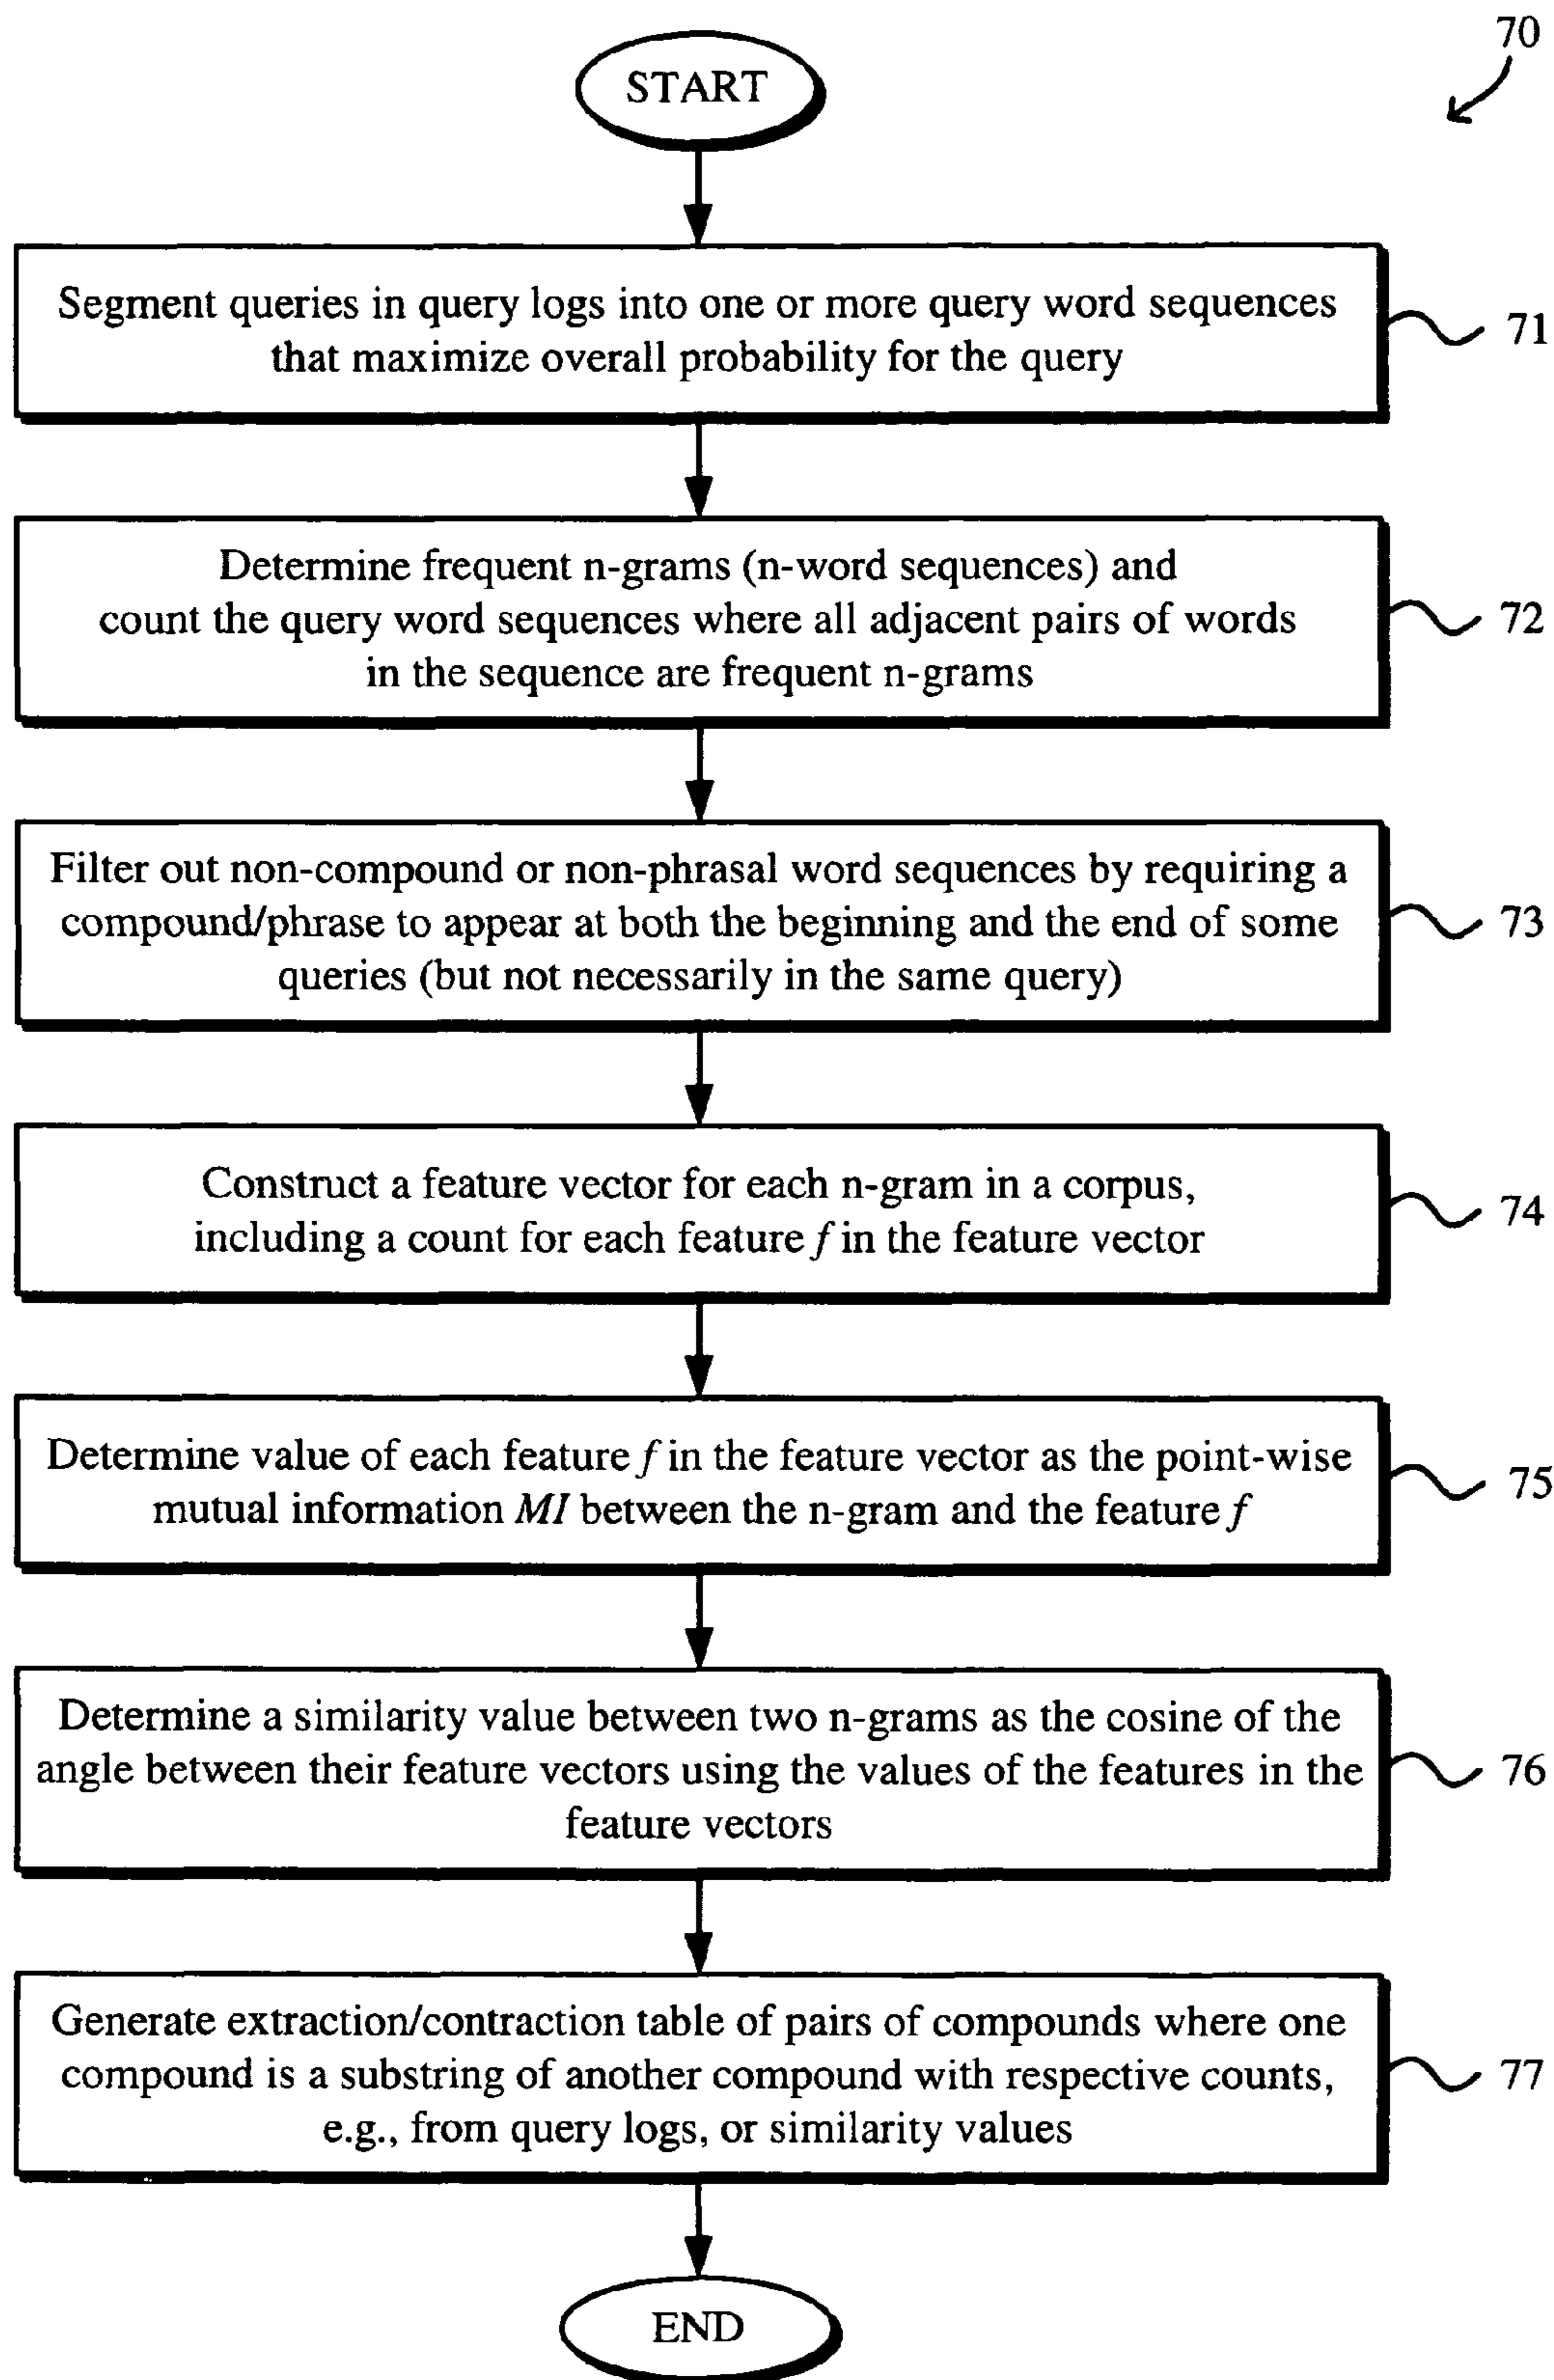 70
START
Segment queries in query logs into one or more query word sequences
that maximize overall probability for the query
71
Determine frequent n-grams (n-word sequences) and
count the query word sequences where all adjacent pairs of words
in the sequence are frequent n-grams
72
Filter out non-compound or non-phrasal word sequences by requiring a
compound/phrase to appear at both the beginning and the end of some
queries (but not necessarily in the same query)
73
Construct a feature vector for each n-gram in a corpus,
including a count for each feature f in the feature vector
74
Determine value of each feature f in the feature vector as the point-wise
mutual information MI between the n-gram and the feature f
75
Determine a similarity value between two n-grams as the cosine of the
angle between their feature vectors using the values of the features in the
feature vectors
76
Generate extraction/contraction table of pairs of compounds where one
compound is a substring of another compound with respective counts,
e.g., from query logs, or similarity values
77
END